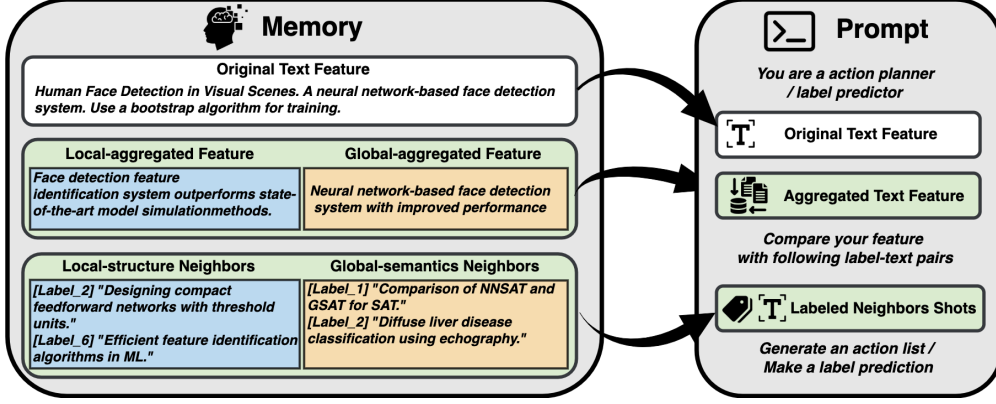 Memory
Original Text Feature
Human Face Detection in Visual Scenes. A neural network-based face detection
system. Use a bootstrap algorithm for training.
Local-aggregated Feature
Face detection feature
identification system outperforms state-
of-the-art model simulationmethods.
Global-aggregated Feature
Neural network-based face detection
system with improved performance
Local-structure Neighbors
[Label_2] "Designing compact
feedforward networks with threshold
units."
[Label_6] "Efficient feature identification
algorithms in ML."
Global-semantics Neighbors
[Label_1] "Comparison of NNSAT and
GSAT for SAT."
[Label_2] "Diffuse liver disease
classification using echography."
Prompt
You are a action planner
/ label predictor
T Original Text Feature
Aggregated Text Feature
Compare your feature
with following label-text pairs
T Labeled Neighbors Shots
Generate an action list /
Make a label prediction